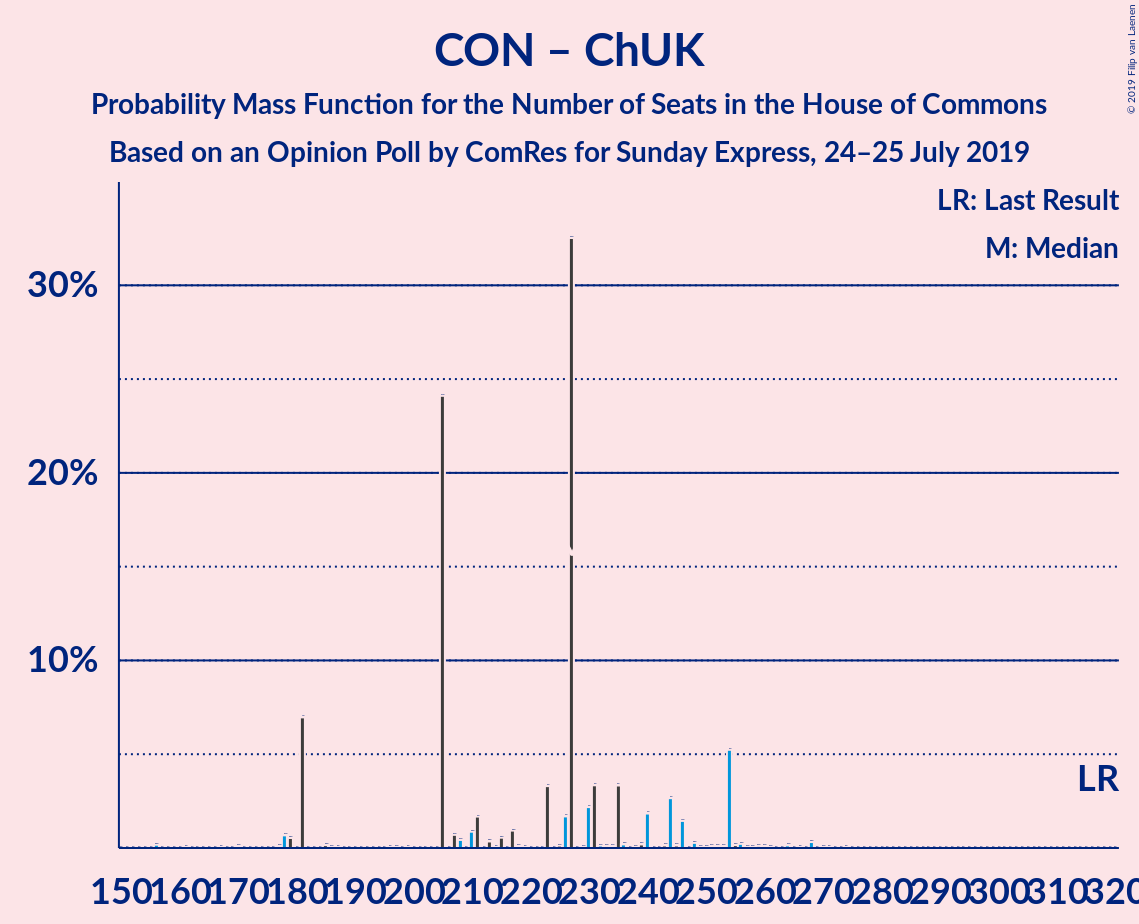 CON – ChUK
Probability Mass Function for the Number of Seats in the House of Commons
Based on an Opinion Poll by ComRes for Sunday Express, 24–25 July 2019
© 2019 Filip van Laenen
LR: Last Result
M: Median
30%
20%
10%
LR
150 160 170 180 190 200 210 220 230 240 250 260 270 280 290 300 310 320